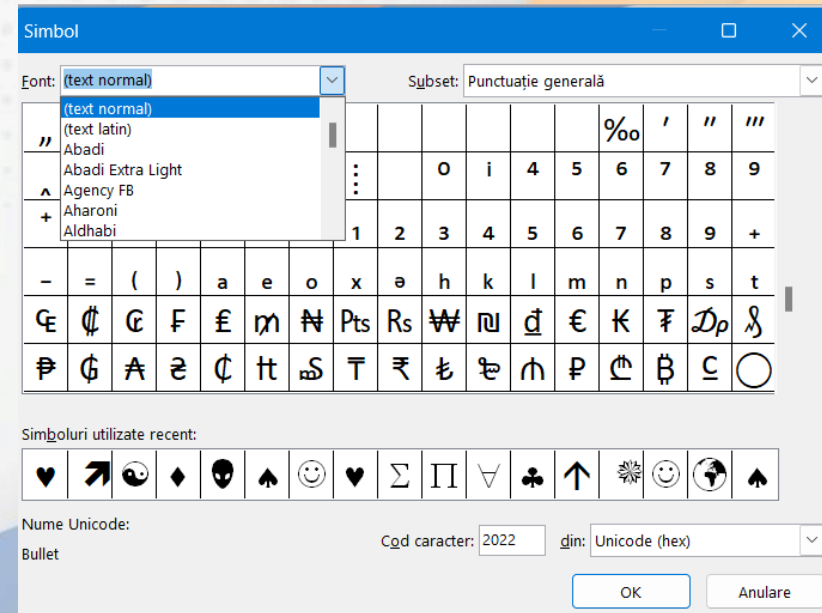 Simbol
Font: (text normal) Subset: Punctuație generală
(text normal)
(text latin)
Abadi
Abadi Extra Light
Agency FB
Aharoni
Aldhabi
„ ‰ ′ ″ ‴
‸ ⁞ ⁰ ⁱ ⁴ ⁵ ⁶ ⁷ ⁸ ⁹
⁺ ₁ ₂ ₃ ₄ ₅ ₆ ₇ ₈ ₉ ₊
₋ ₌ ₍ ₎ ₐ ₑ ₒ ₓ ₔ ₕ ₖ ₗ ₘ ₙ ₚ ₛ ₜ
₠ ₡ ₢ ₣ ₤ ₥ ₦ ₧ ₨ ₩ ₪ ₫ € ₭ ₮ ₯ ₰
₱ ₲ ₳ ₴ ₵ ₶ ₷ ₸ ₹ ₺ ₻ ₼ ₽ ₾ ₿ ⃀ ◯
Simboluri utilizate recent:
♥ ☯ ♦ 👽 ♠ ☺ ♥ Σ Π ∀ ♣ ↑ ☺ ♠
Nume Unicode:
Bullet
Cod caracter: 2022 din: Unicode (hex)
OK Anulare